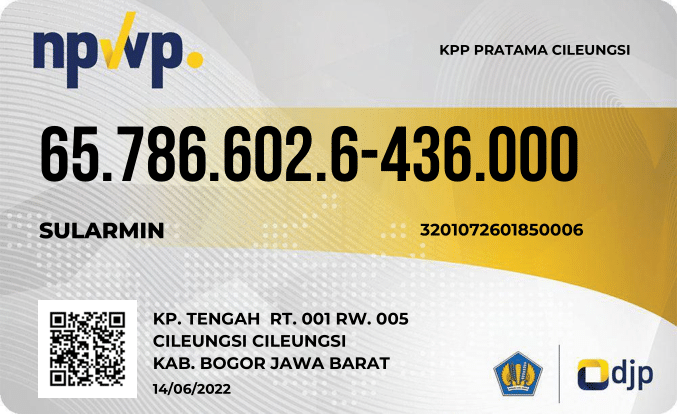 npwp.
KPP PRATAMA CILEUNGSI
65.786.602.6-436.000
SULARMIN
3201072601850006
KP. TENGAH RT. 001 RW. 005
CILEUNGSI CILEUNGSI
KAB. BOGOR JAWA BARAT
14/06/2022
djp